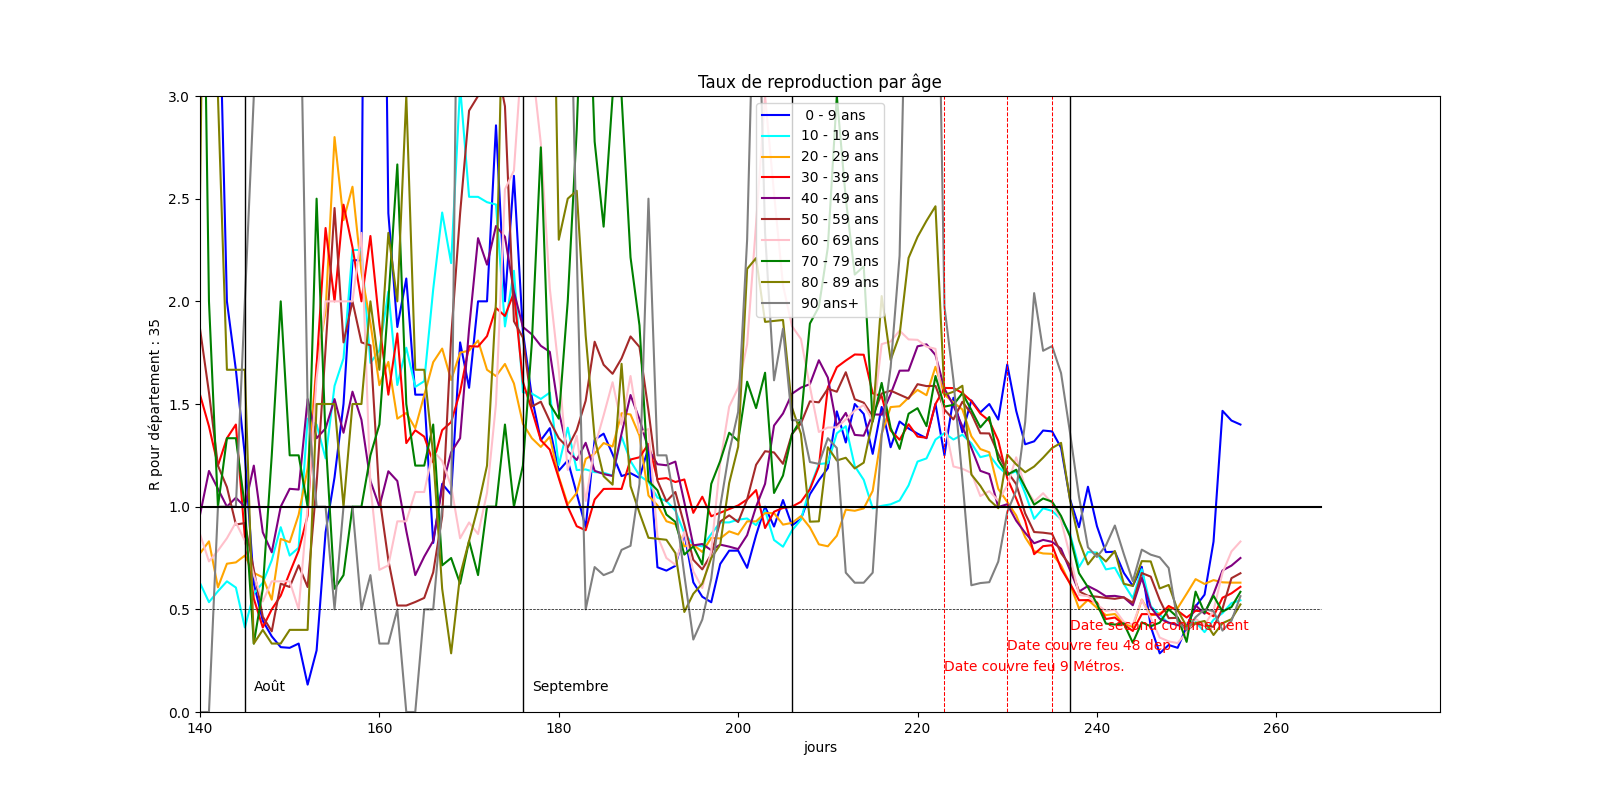 Taux de reproduction par âge
3.0
2.5
2.0
1.5
1.0
0.5
0.0
R pour département : 35
0 - 9 ans
10 - 19 ans
20 - 29 ans
30 - 39 ans
40 - 49 ans
50 - 59 ans
60 - 69 ans
70 - 79 ans
80 - 89 ans
90 ans+
Date second confinement
Date couvre feu 48 dep
Date couvre feu 9 Métros.
Août
Septembre
140
160
180
200
220
240
260
jours